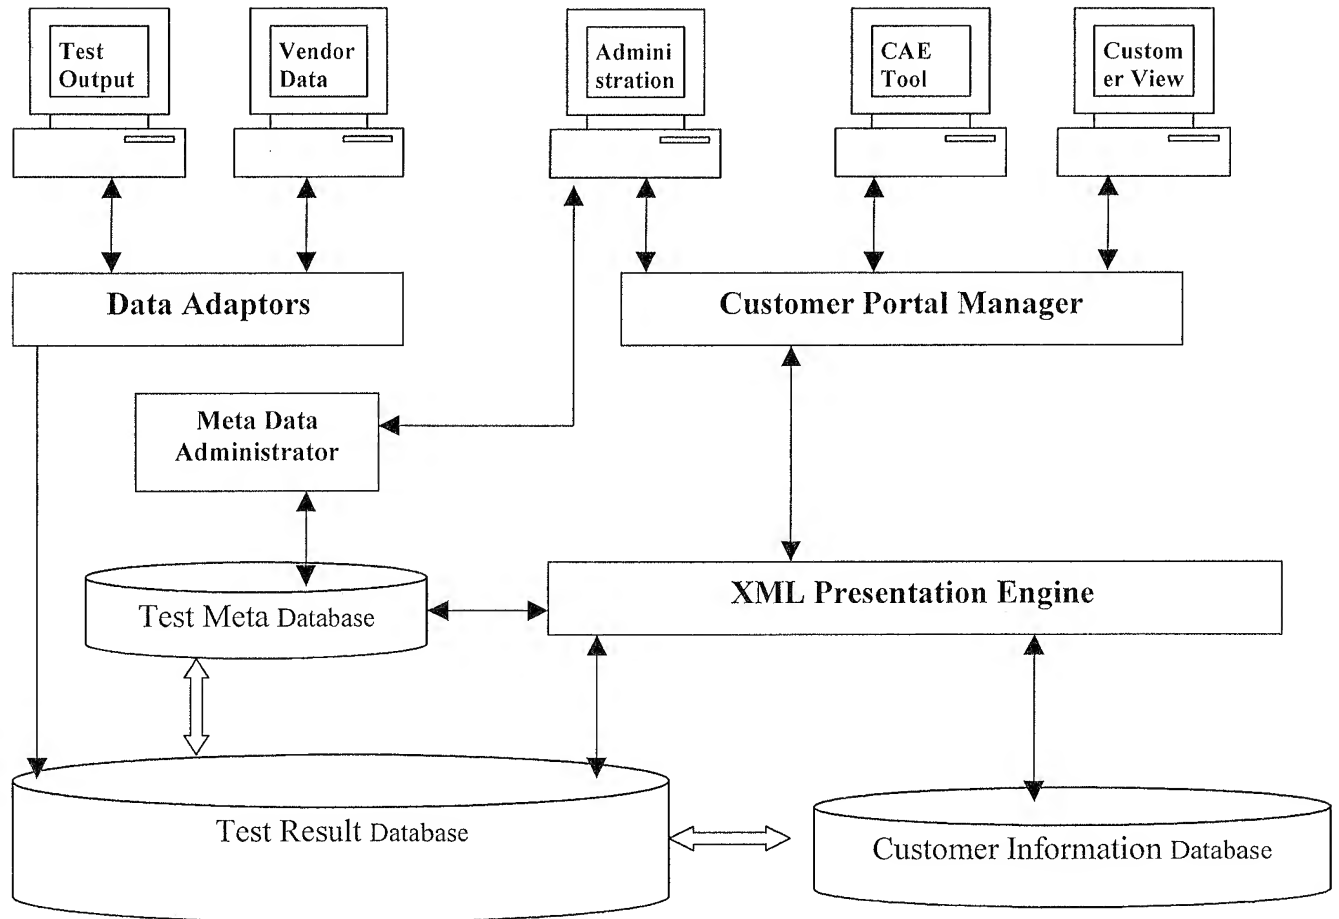 Test
Output
Vendor
Data
Admini
stration
CAE
Tool
Custom
er View
Data Adaptors
Customer Portal Manager
Meta Data
Administrator
XML Presentation Engine
Test Meta Database
Test Result Database
Customer Information Database